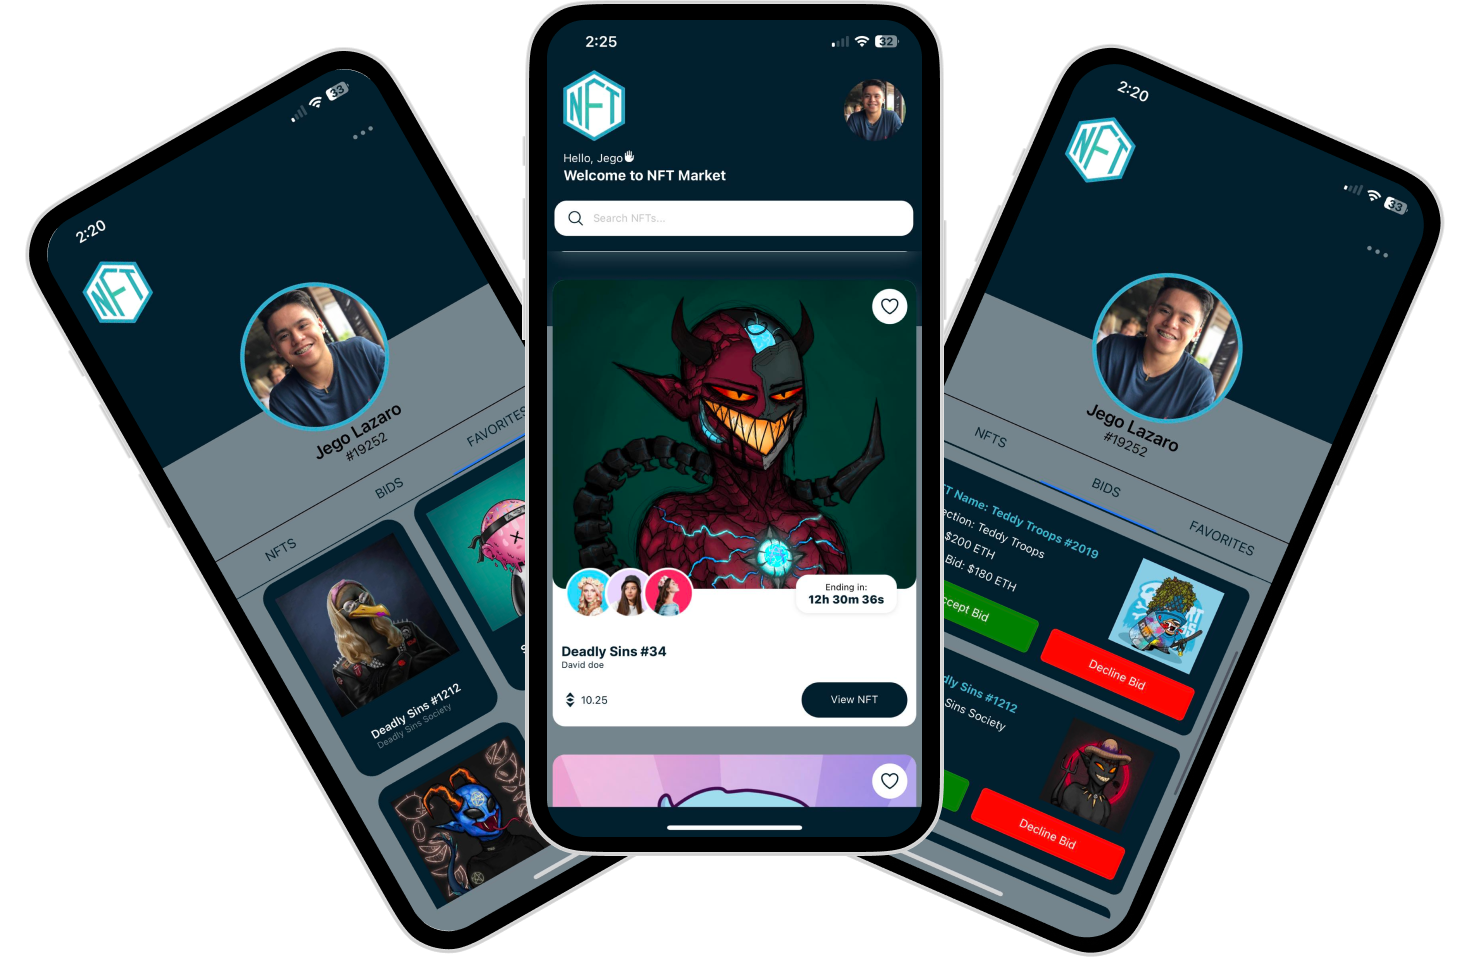 2:20
33
NFT
Jego Lazaro
#19252
NFTS
BIDS
FAVORITES
Deadly Sins #1212
Deadly Sins Society
2:25
32
NFT
Hello, Jego
Welcome to NFT Market
Search NFTs...
Ending in:
12h 30m 36s
Deadly Sins #34
David doe
10.25
View NFT
2:20
33
NFT
Jego Lazaro
#19252
NFTS
BIDS
FAVORITES
T Name: Teddy Troops #2019
ection: Teddy Troops
$200 ETH
Bid: $180 ETH
ccept Bid
Decline Bid
dly Sins #1212
Sins Society
Decline Bid